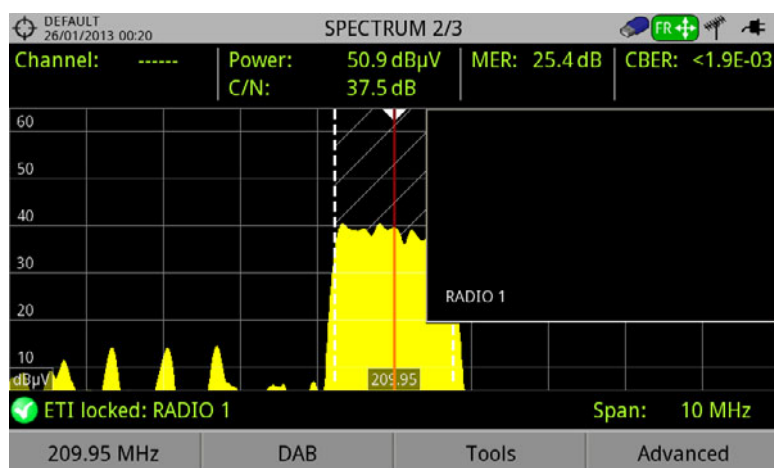 DEFAULT
26/01/2013 00:20
SPECTRUM 2/3
FR
Channel: ------
Power: 50.9 dBµV
MER: 25.4 dB
CBER: <1.9E-03
C/N: 37.5 dB
60
50
40
30
20
10
dBµV
RADIO 1
209.95
ETI locked: RADIO 1
Span: 10 MHz
209.95 MHz
DAB
Tools
Advanced